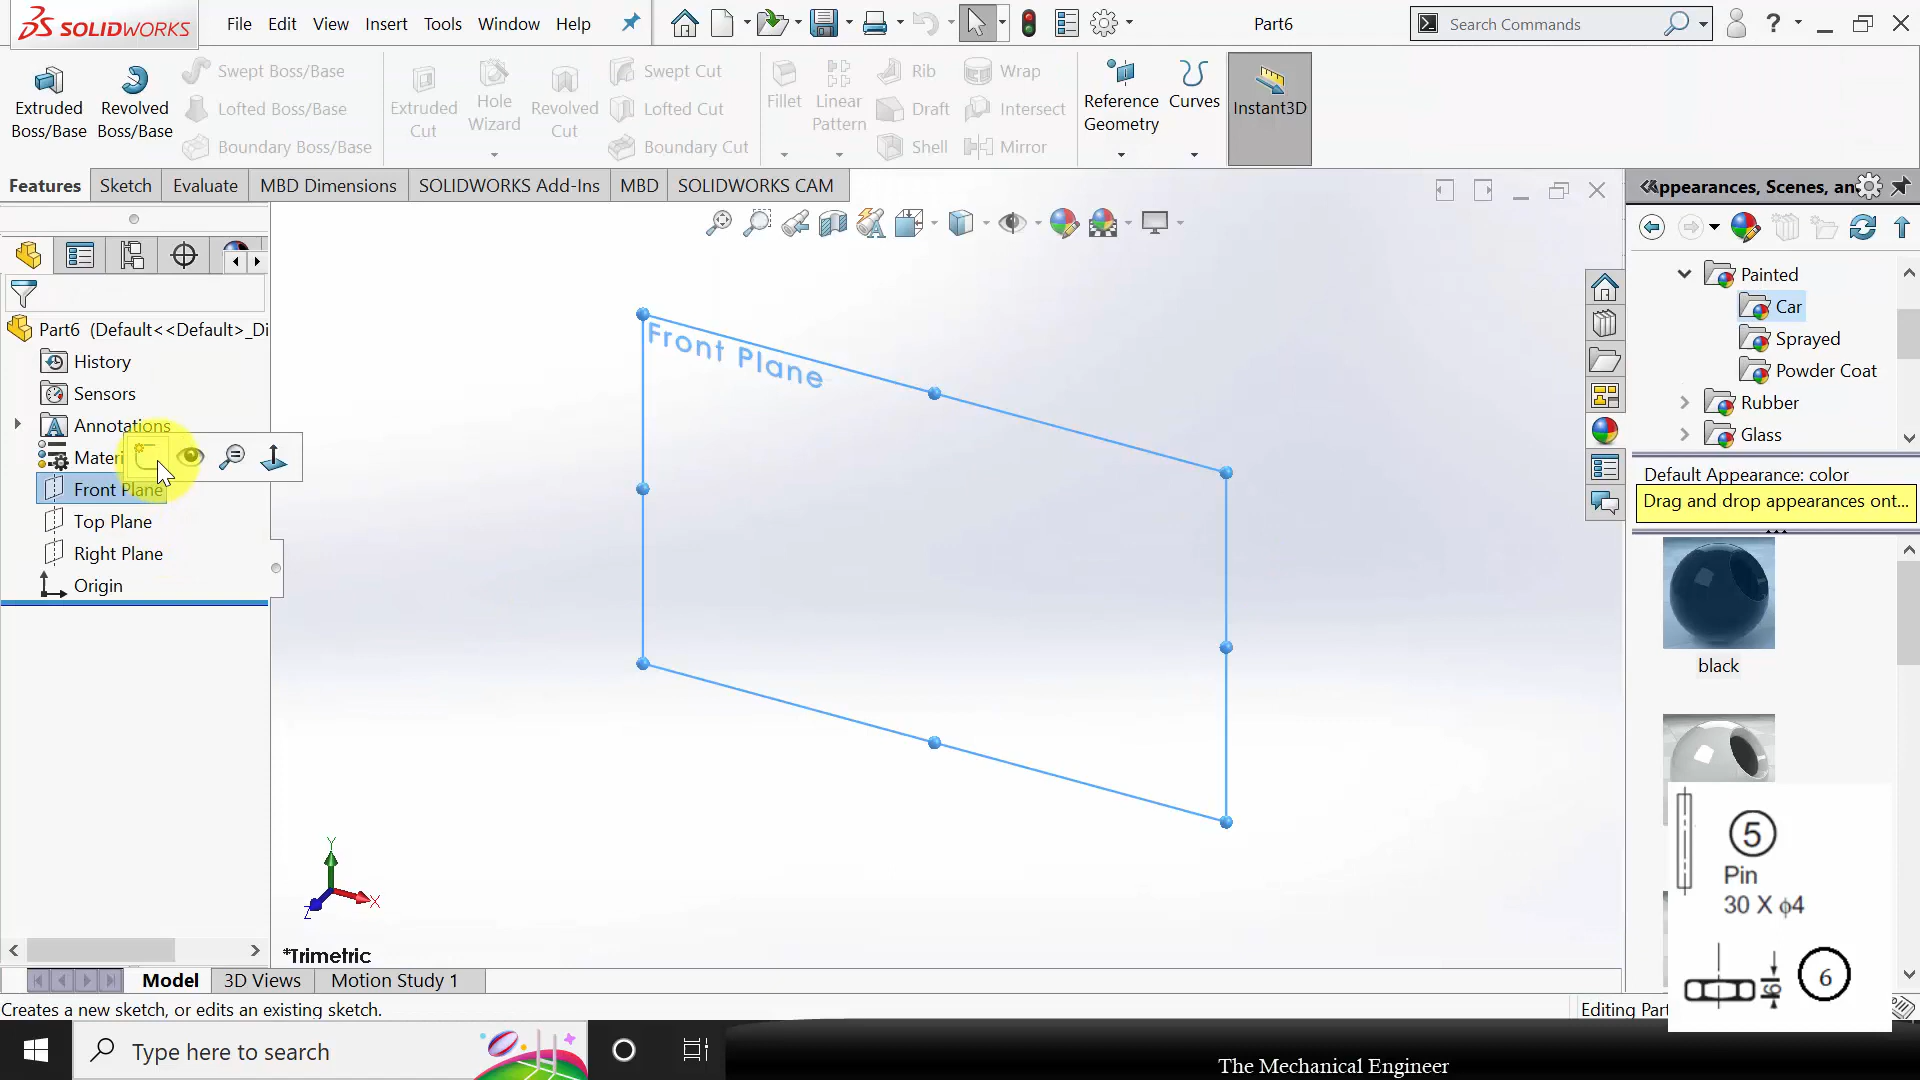 SOLIDWORKS File Edit View Insert Tools Window Help Part6 Search Commands ?
Extruded Boss/Base
Revolved Boss/Base
Swept Boss/Base
Lofted Boss/Base
Boundary Boss/Base
Extruded Cut
Hole Wizard
Revolved Cut
Swept Cut
Lofted Cut
Boundary Cut
Fillet
Linear Pattern
Rib
Draft
Shell
Wrap
Intersect
Mirror
Reference Geometry
Curves
Instant3D
Features Sketch Evaluate MBD Dimensions SOLIDWORKS Add-Ins MBD SOLIDWORKS CAM
Part6 (Default<<Default>_Di
History
Sensors
Annotations
Materi
Front Plane
Top Plane
Right Plane
Origin
Front Plane
Y
X
Z
*Trimetric
Appearances, Scenes, an
Painted
Car
Sprayed
Powder Coat
Rubber
Glass
Default Appearance: color
Drag and drop appearances ont...
black
5
Pin
30 X ϕ4
6
Model 3D Views Motion Study 1
Creates a new sketch, or edits an existing sketch.
Editing Part
Type here to search
The Mechanical Engineer